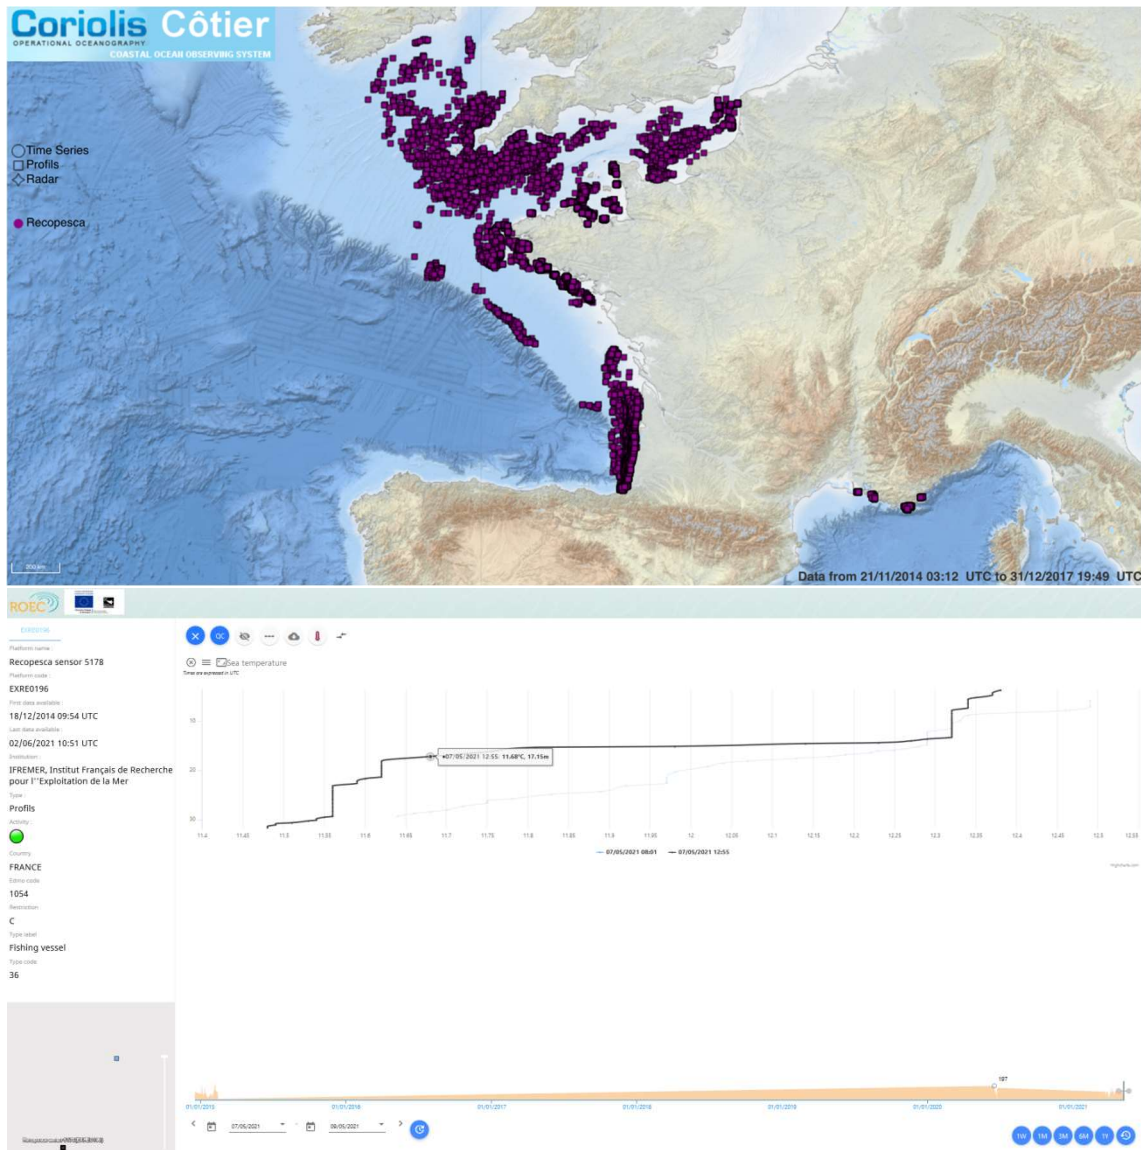 Coriolis Côtier
OPERATIONAL OCEANOGRAPHY
COASTAL OCEAN OBSERVING SYSTEM
Time Series
Profils
Radar
Recopesca
200 km
Data from 21/11/2014 03:12 UTC to 31/12/2017 19:49 UTC
ROEC
EXRE0196
Platform name :
Recopesca sensor 5178
Platform code :
EXRE0196
First data available :
18/12/2014 09:54 UTC
Last data available :
02/06/2021 10:51 UTC
Institution :
IFREMER, Institut Français de Recherche
pour l''Exploitation de la Mer
Type :
Profils
Activity :
Country
FRANCE
Edmo code
1054
Restriction
C
Type label
Fishing vessel
Type code
36
QC
Sea temperature
Times are expressed in UTC
10
20
30
07/05/2021 12:55: 11.68°C, 17.15m
11.4 11.45 11.5 11.55 11.6 11.65 11.7 11.75 11.8 11.85 11.9 11.95 12 12.05 12.1 12.15 12.2 12.25 12.3 12.35 12.4 12.45 12.5 12.55
07/05/2021 08:01 07/05/2021 12:55
Highcharts.com
187
01/01/2015 01/01/2016 01/01/2017 01/01/2018 01/01/2019 01/01/2020 01/01/2021
07/05/2021 - 08/05/2021
1W 1M 3M 6M 1Y